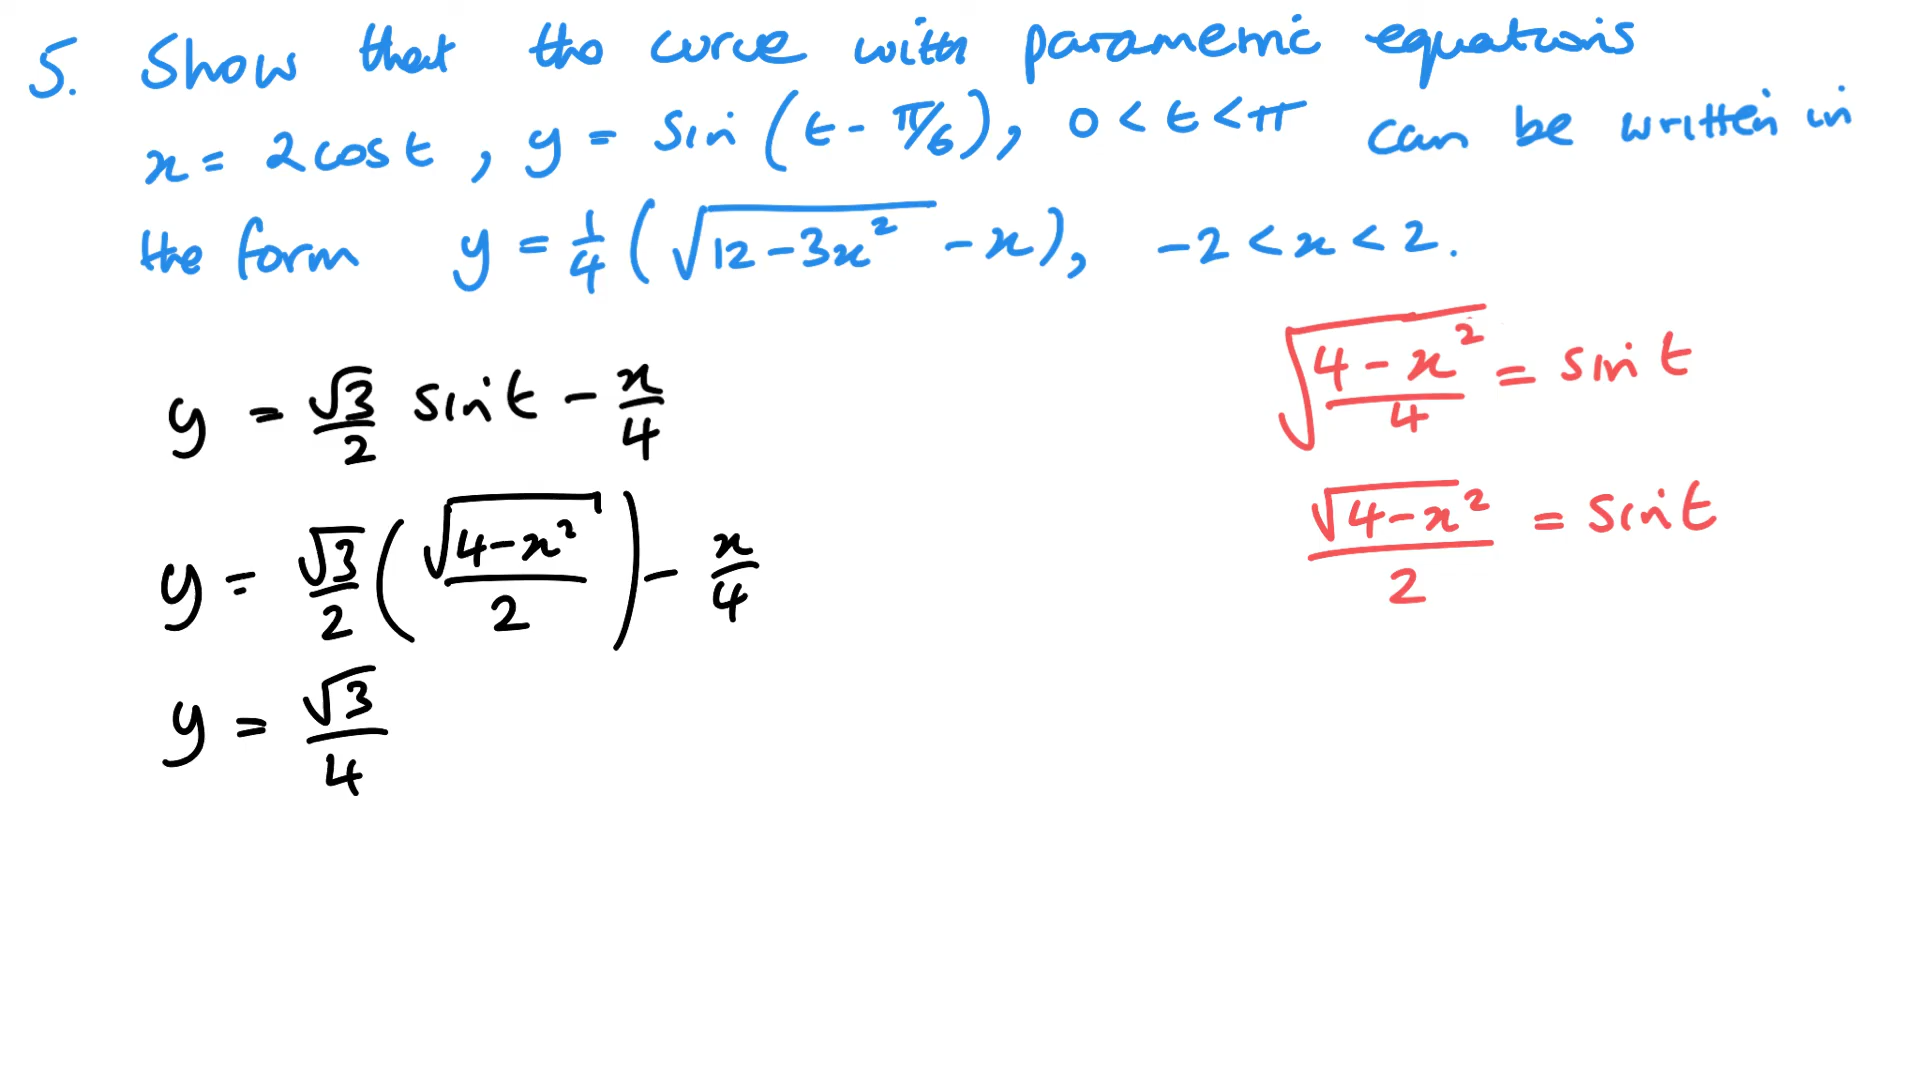 5. Show that the curve with parametric equations
x = 2cos t, y = sin(t - π/6), 0 < t < π can be written in
the form y = 1/4 (√(12 - 3x²) - x), -2 < x < 2.
y = √3/2 sin t - x/4
y = √3/2 (√(4 - x²)/2) - x/4
y = √3/4
√((4 - x²)/4) = sin t
√(4 - x²)/2 = sin t